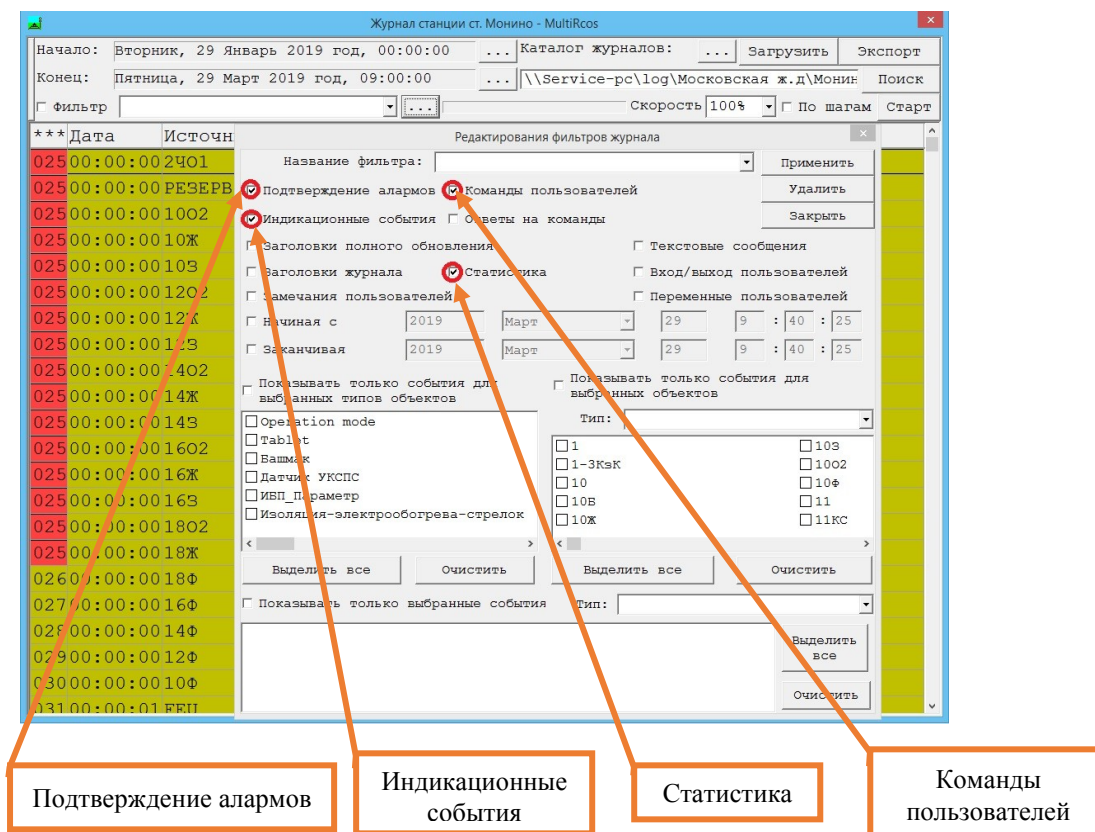 Журнал станции ст. Монино - MultiRcos
×
Начало: Вторник, 29 Январь 2019 год, 00:00:00 ... Каталог журналов: ... Загрузить Экспорт
Конец: Пятница, 29 Март 2019 год, 09:00:00 ... \\Service-pc\log\Московская ж.д\Монин Поиск
Фильтр ... Скорость 100% По шагам Старт
*** Дата Источн
Редактирования фильтров журнала ×
025 00:00:00 2ЧО1
Название фильтра: Применить
025 00:00:00 РЕЗЕРВ
Подтверждение алармов Команды пользователей Удалить
025 00:00:00 10О2
Индикационные события Ответы на команды Закрыть
025 00:00:00 10Ж
Заголовки полного обновления Текстовые сообщения
025 00:00:00 10З
Заголовки журнала Статистика Вход/выход пользователей
025 00:00:00 12О2
Замечания пользователей Переменные пользователей
025 00:00:00 12Ж
Начиная с 2019 Март 29 9 : 40 : 25
025 00:00:00 12З
Заканчивая 2019 Март 29 9 : 40 : 25
025 00:00:00 14О2
Показывать только события для
выбранных типов объектов
Показывать только события для
выбранных объектов
025 00:00:00 14Ж
025 00:00:00 14З
Тип:
Operation mode
Tablet
Башмак
Датчик УКСПС
ИБП_Параметр
Изоляция-электрообогрева-стрелок
1 10З
1-3КэК 10О2
10 10Ф
10Б 11
10Ж 11КС
025 00:00:00 16О2
025 00:00:00 16Ж
025 00:00:00 16З
025 00:00:00 18О2
025 00:00:00 18Ж
026 00:00:00 18Ф
Выделить все Очистить Выделить все Очистить
027 00:00:00 16Ф
Показывать только выбранные события Тип:
028 00:00:00 14Ф
029 00:00:00 12Ф
030 00:00:00 10Ф
031 00:00:01
Выделить
все
Очистить
Подтверждение алармов
Индикационные
события
Статистика
Команды
пользователей